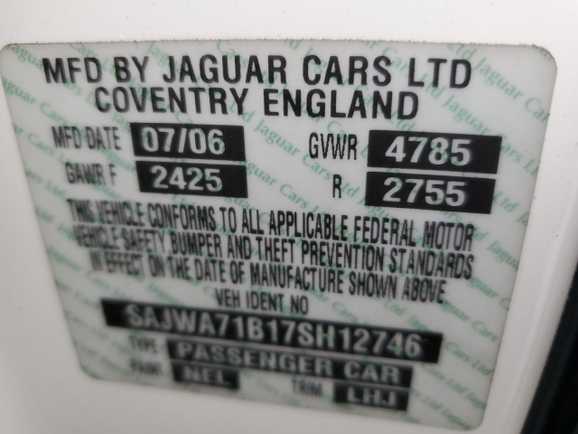 MFD BY JAGUAR CARS LTD
COVENTRY ENGLAND
MFD DATE 07/06 GVWR 4785
GAWR F 2425 R 2755
THIS VEHICLE CONFORMS TO ALL APPLICABLE FEDERAL MOTOR
VEHICLE SAFETY BUMPER AND THEFT PREVENTION STANDARDS
IN EFFECT ON THE DATE OF MANUFACTURE SHOWN ABOVE
VEH IDENT NO
SAJWA71B17SH12746
TYPE PASSENGER CAR
PAINT NEL TRIM LHJ